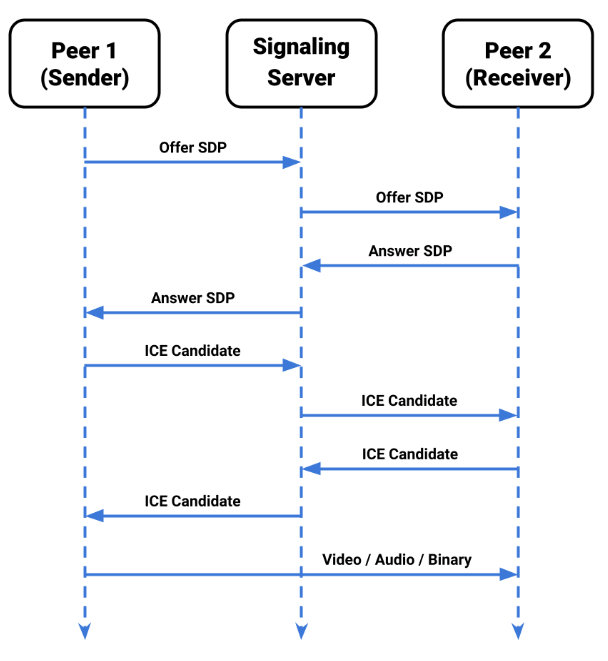 Peer 1
(Sender)
Signaling
Server
Peer 2
(Receiver)
Offer SDP
Offer SDP
Answer SDP
Answer SDP
ICE Candidate
ICE Candidate
ICE Candidate
ICE Candidate
Video / Audio / Binary